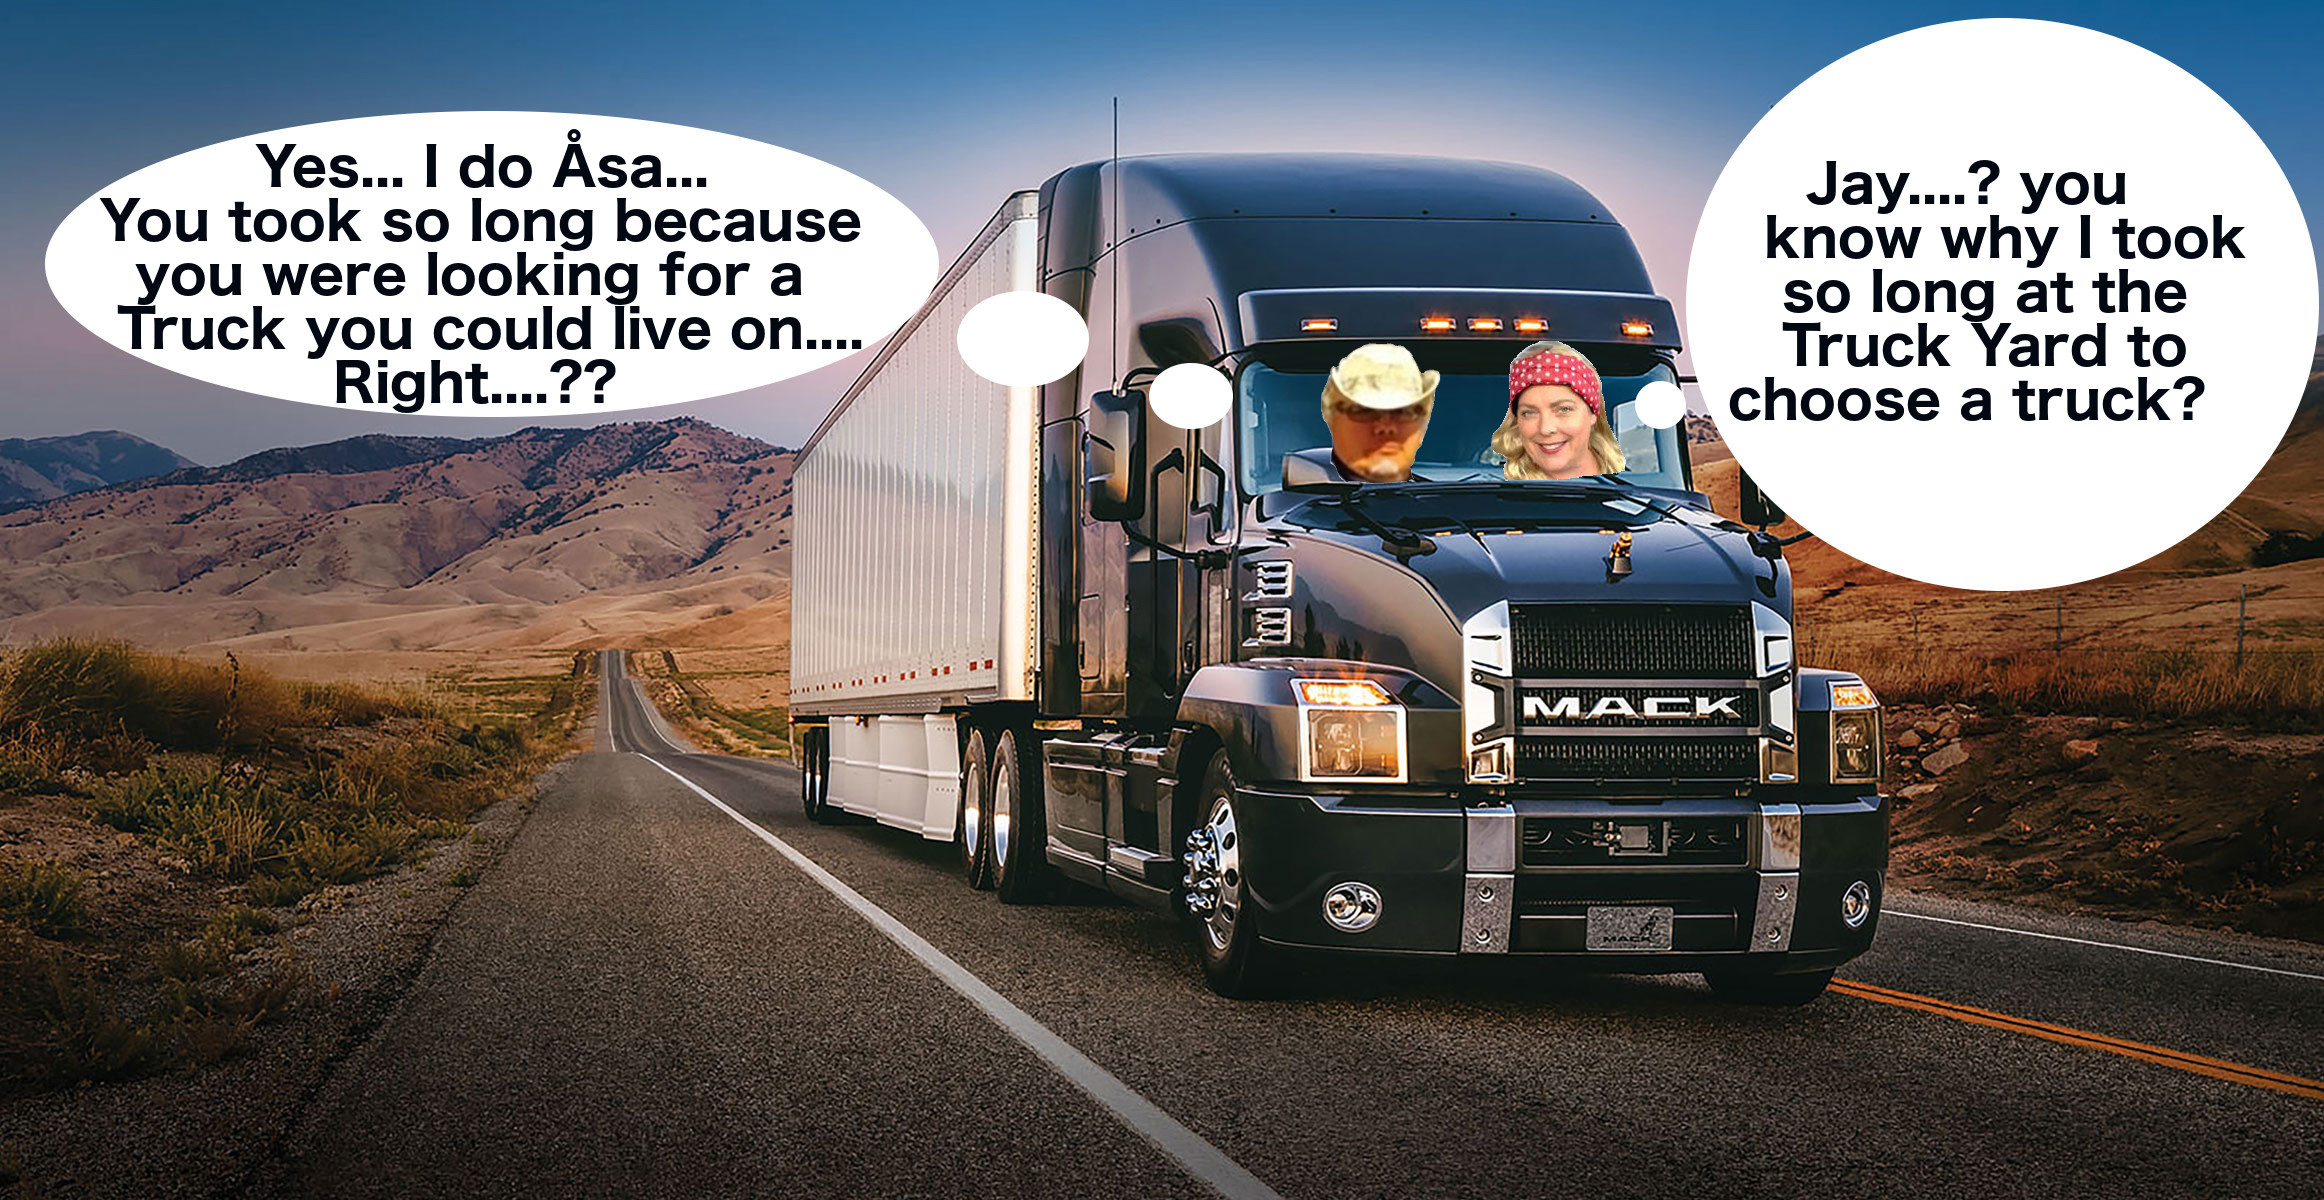 Jay....? you
know why I took
so long at the
Truck Yard to
choose a truck?
Yes... I do Åsa...
You took so long because
you were looking for a
Truck you could live on....
Right....??
MACK
MACK